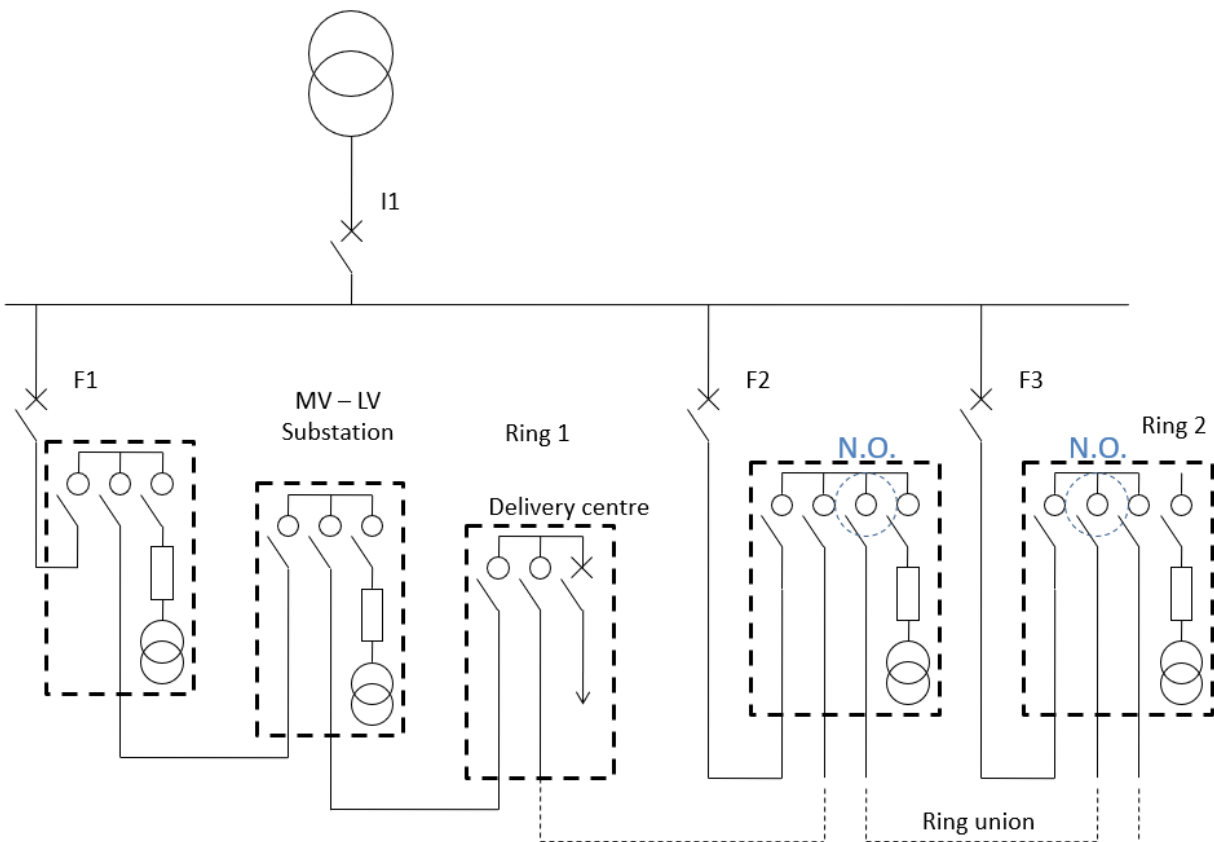 I1
F1
MV – LV
Substation
Ring 1
Delivery centre
F2
N.O.
F3
N.O.
Ring 2
Ring union